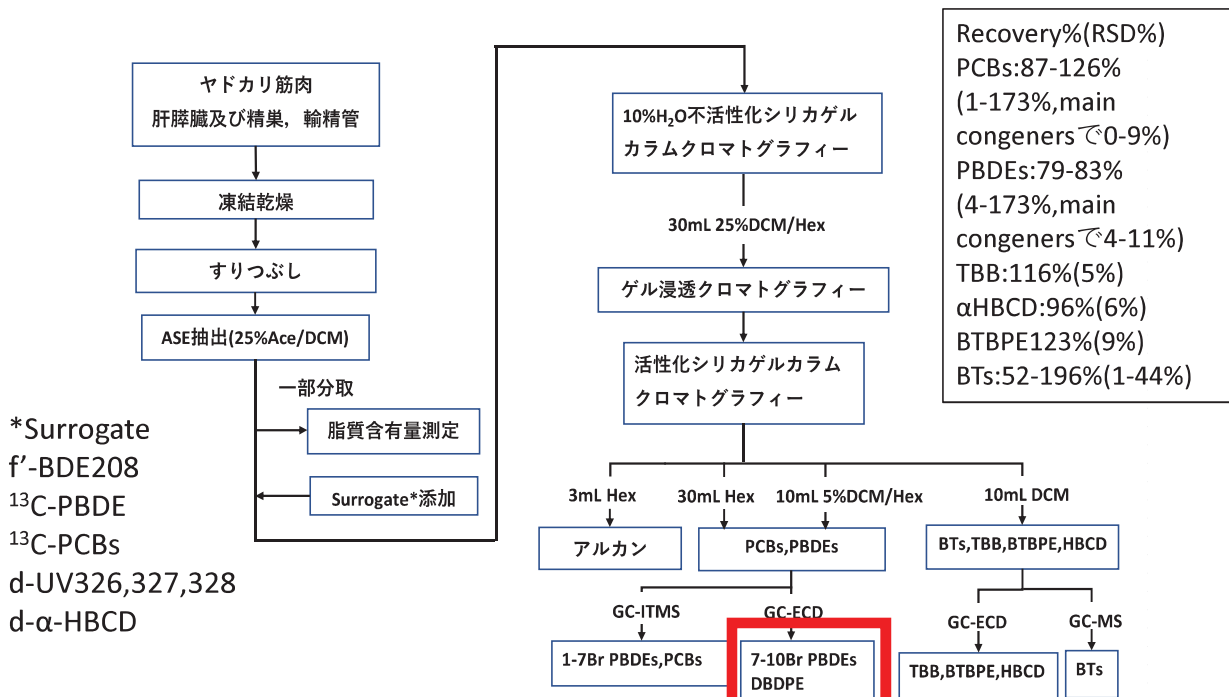 ヤドカリ筋肉
肝膵臓及び精巣，輸精管
凍結乾燥
すりつぶし
ASE抽出(25%Ace/DCM)
一部分取
脂質含有量測定
Surrogate*添加
*Surrogate
f’-BDE208
¹³C-PBDE
¹³C-PCBs
d-UV326,327,328
d-α-HBCD
10%H₂O不活性化シリカゲル
カラムクロマトグラフィー
30mL 25%DCM/Hex
ゲル浸透クロマトグラフィー
活性化シリカゲルカラム
クロマトグラフィー
3mL Hex
30mL Hex
10mL 5%DCM/Hex
10mL DCM
アルカン
PCBs,PBDEs
BTs,TBB,BTBPE,HBCD
GC-ITMS
GC-ECD
GC-ECD
GC-MS
1-7Br PBDEs,PCBs
7-10Br PBDEs
DBDPE
TBB,BTBPE,HBCD
BTs
Recovery%(RSD%)
PCBs:87-126%
(1-173%,main
congenersで0-9%)
PBDEs:79-83%
(4-173%,main
congenersで4-11%)
TBB:116%(5%)
αHBCD:96%(6%)
BTBPE123%(9%)
BTs:52-196%(1-44%)